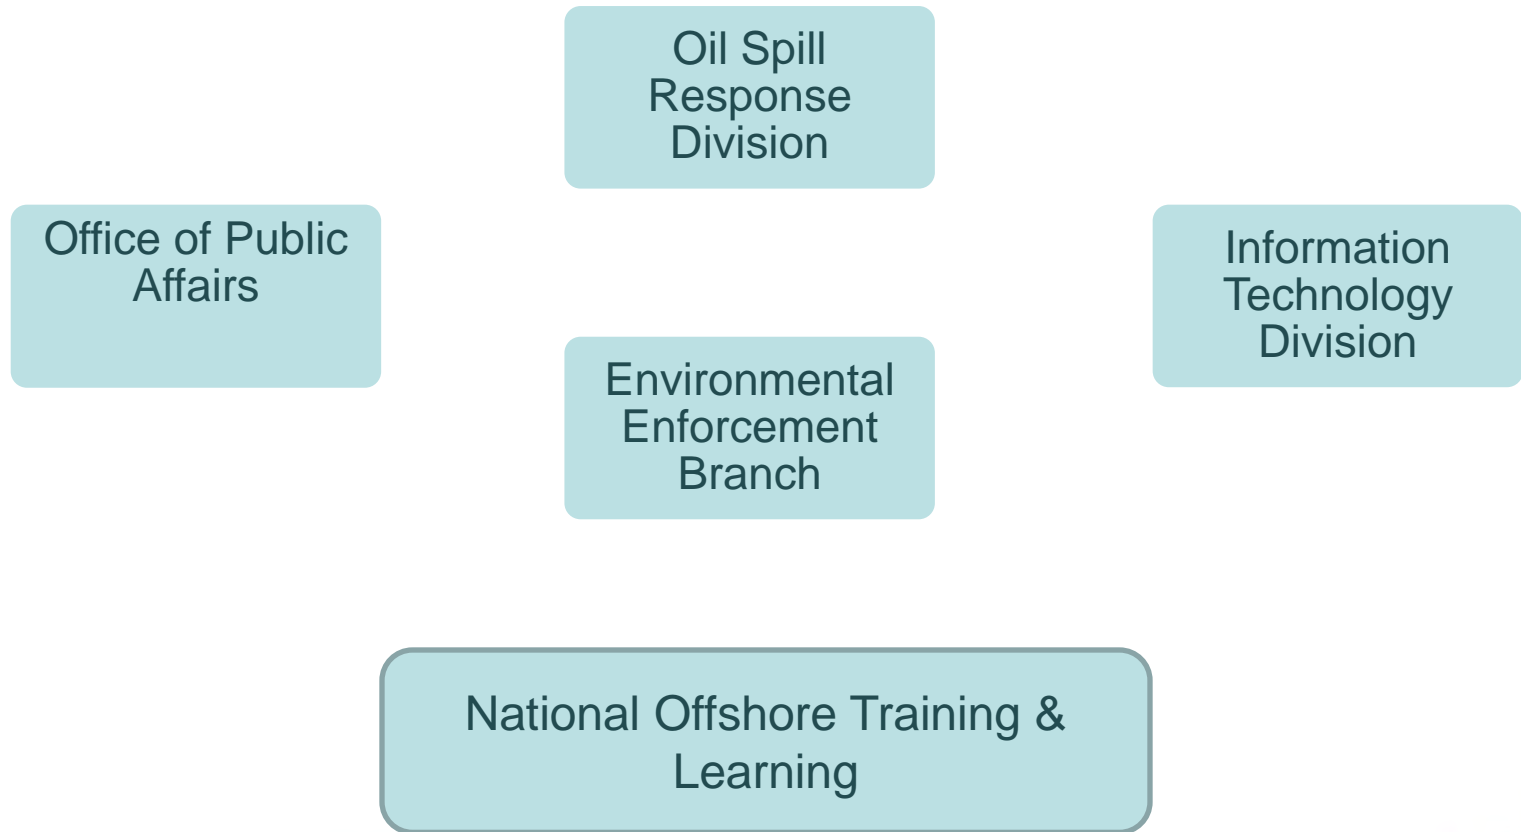 Oil Spill
Response
Division
Office of Public
Affairs
Information
Technology
Division
Environmental
Enforcement
Branch
National Offshore Training &
Learning